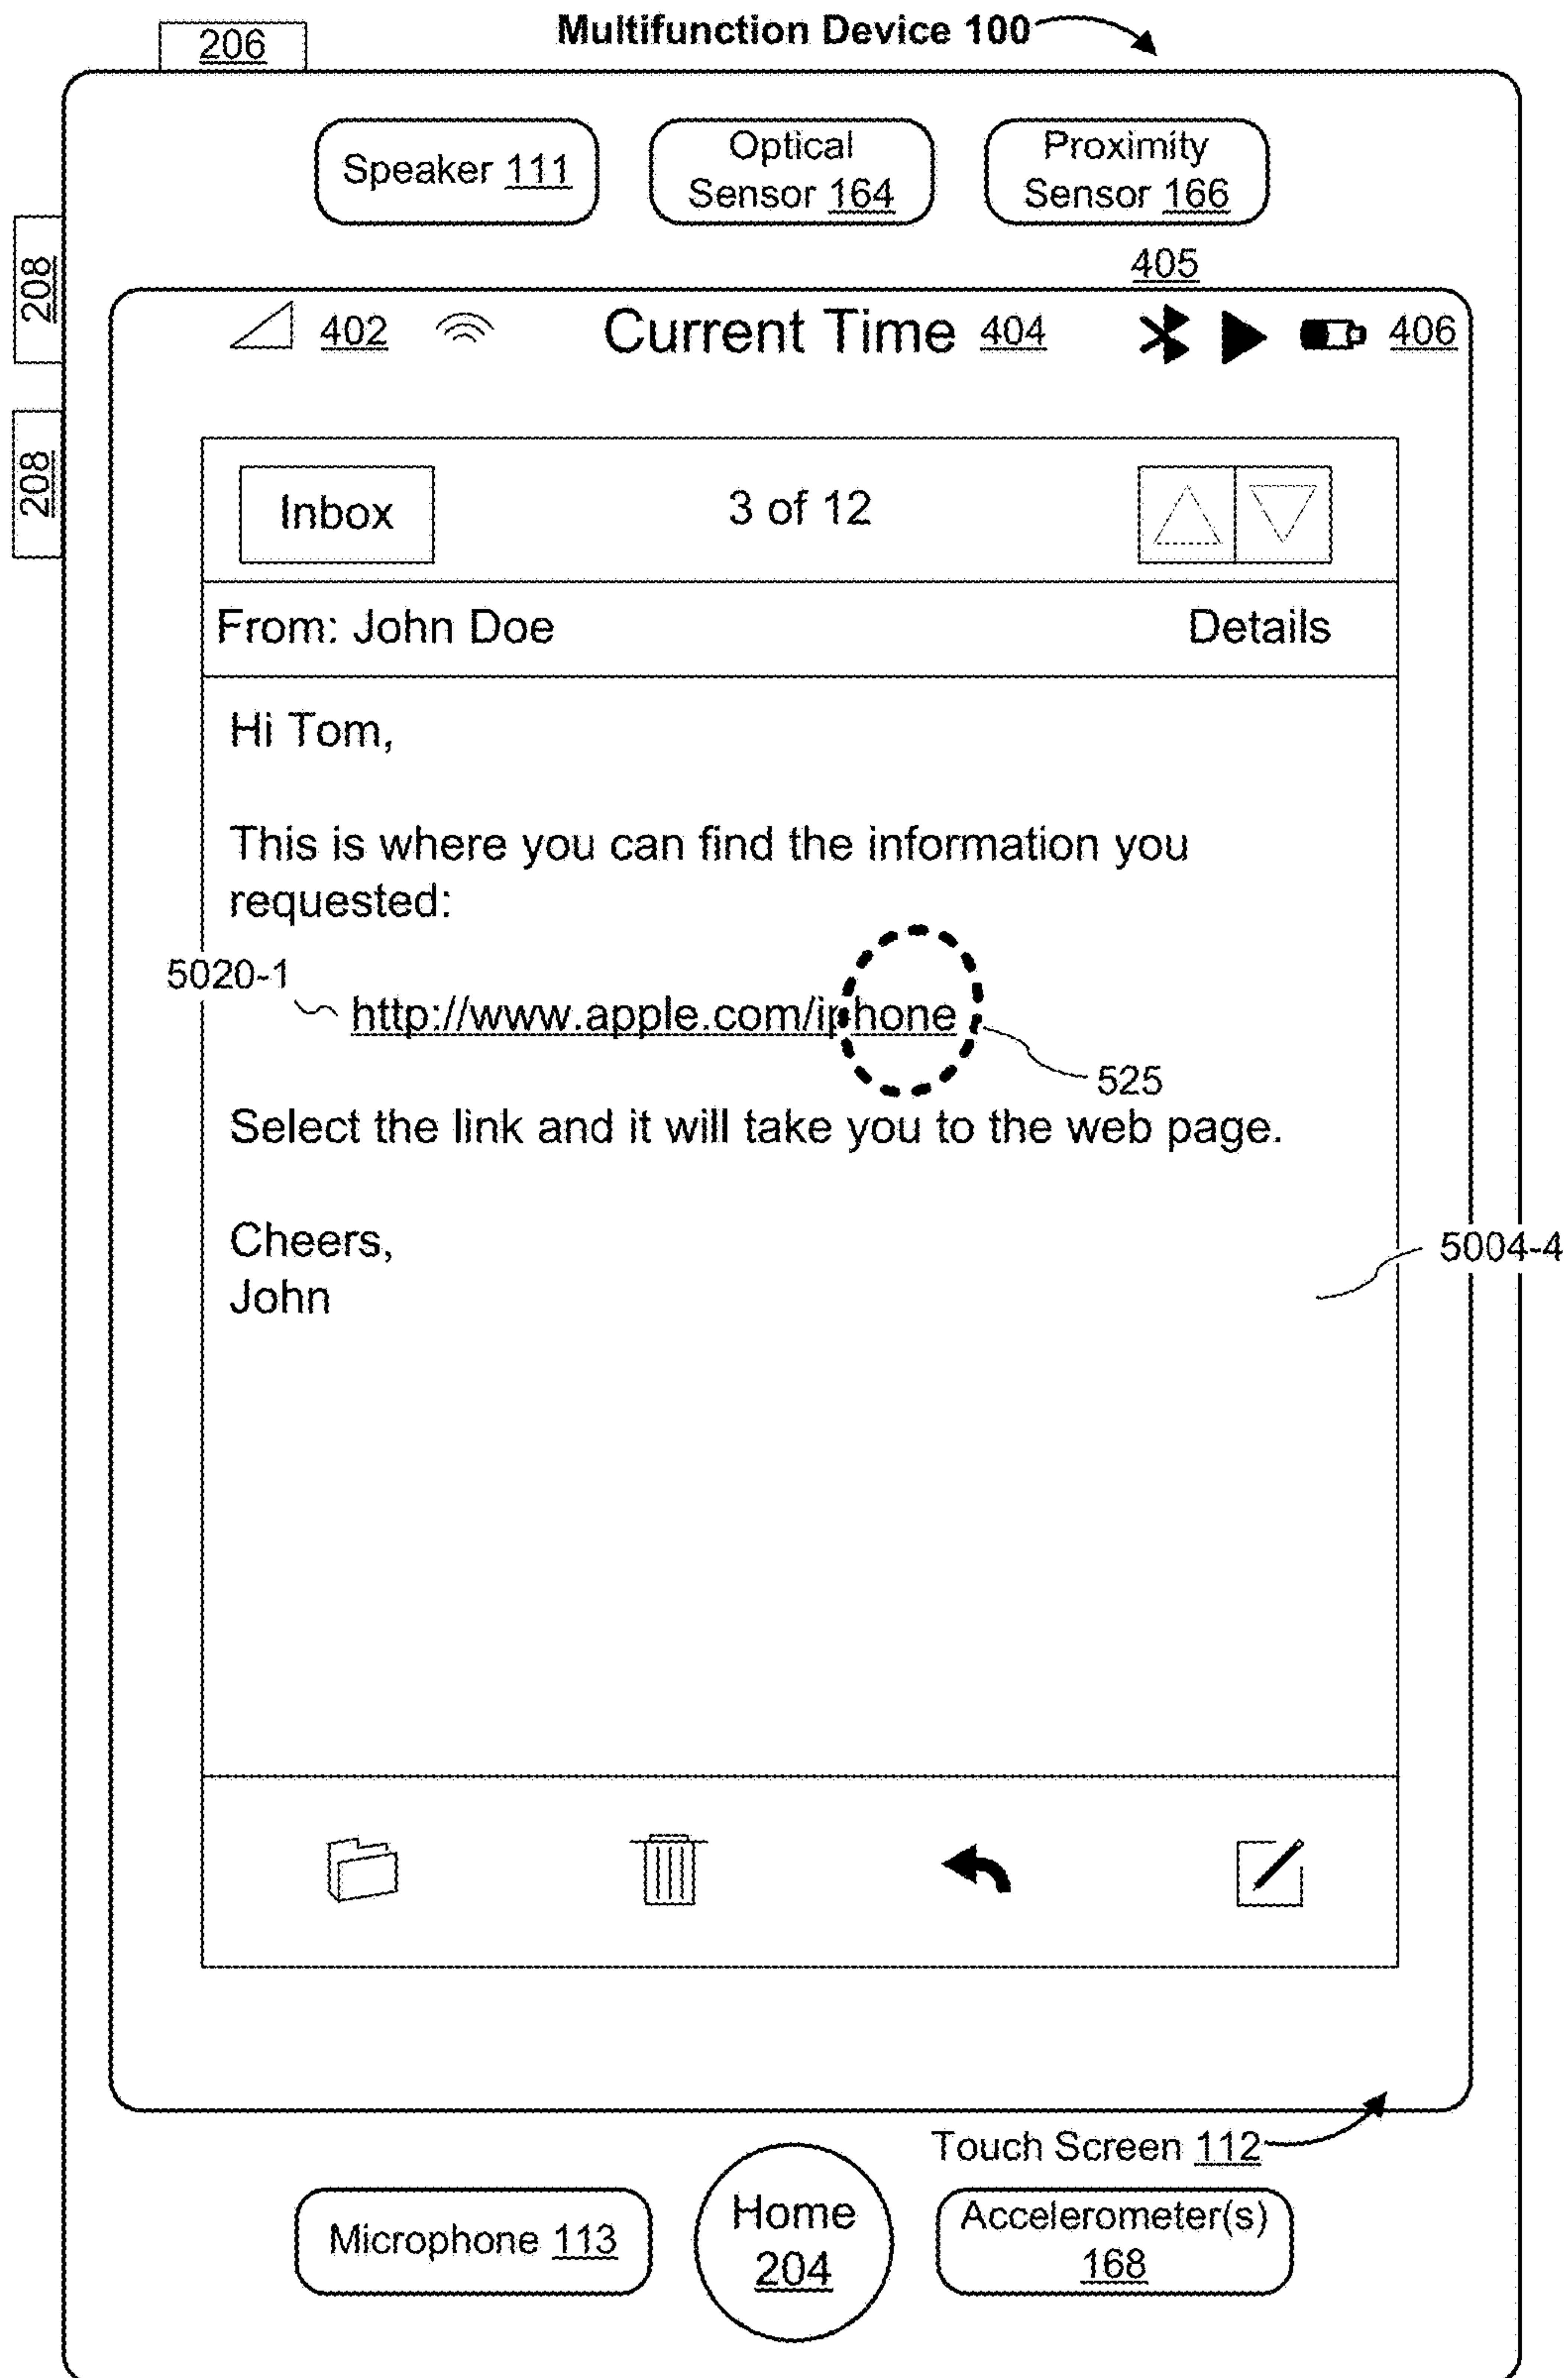 Multifunction Device 100
206
Speaker 111
Optical
Sensor 164
Proximity
Sensor 166
208
405
402
Current Time 404
406
208
Inbox
3 of 12
From: John Doe
Details
Hi Tom,
This is where you can find the information you
requested:
5020-1
http://www.apple.com/iphone
525
Select the link and it will take you to the web page.
Cheers,
5004-4
John
Touch Screen 112
Microphone 113
Home
204
Accelerometer(s)
168